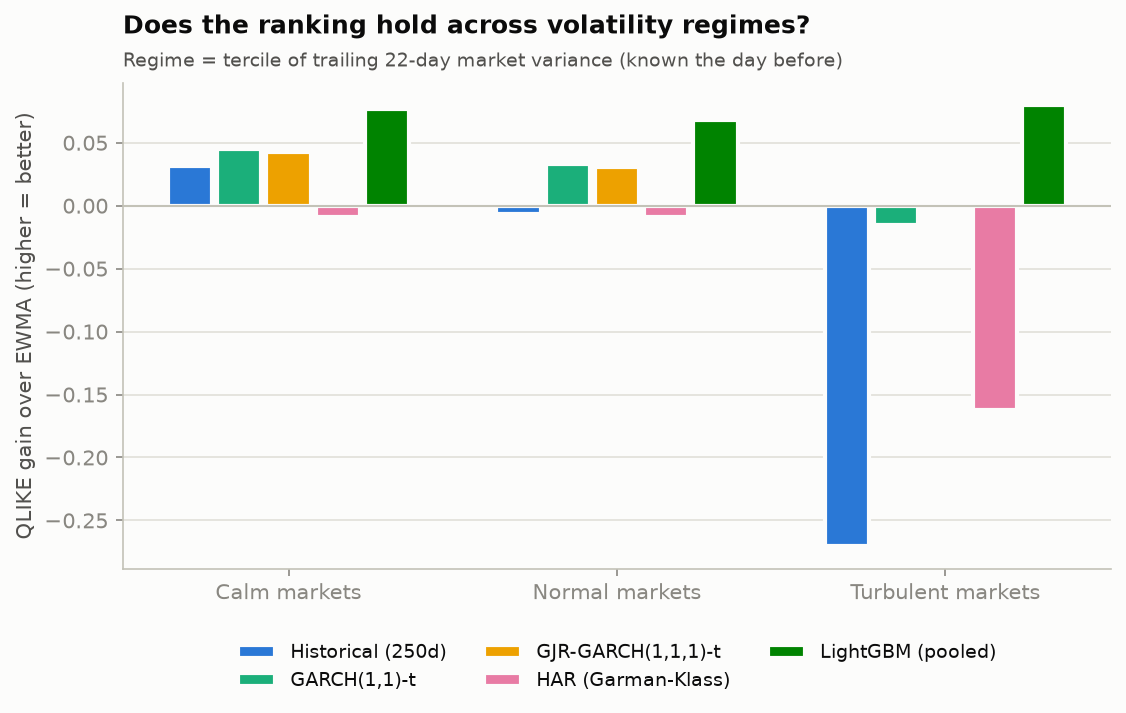 Does the ranking hold across volatility regimes?
Regime = tercile of trailing 22-day market variance (known the day before)
QLIKE gain over EWMA (higher = better)
0.05
0.00
−0.05
−0.10
−0.15
−0.20
−0.25
Calm markets
Normal markets
Turbulent markets
Historical (250d)
GARCH(1,1)-t
GJR-GARCH(1,1,1)-t
HAR (Garman-Klass)
LightGBM (pooled)